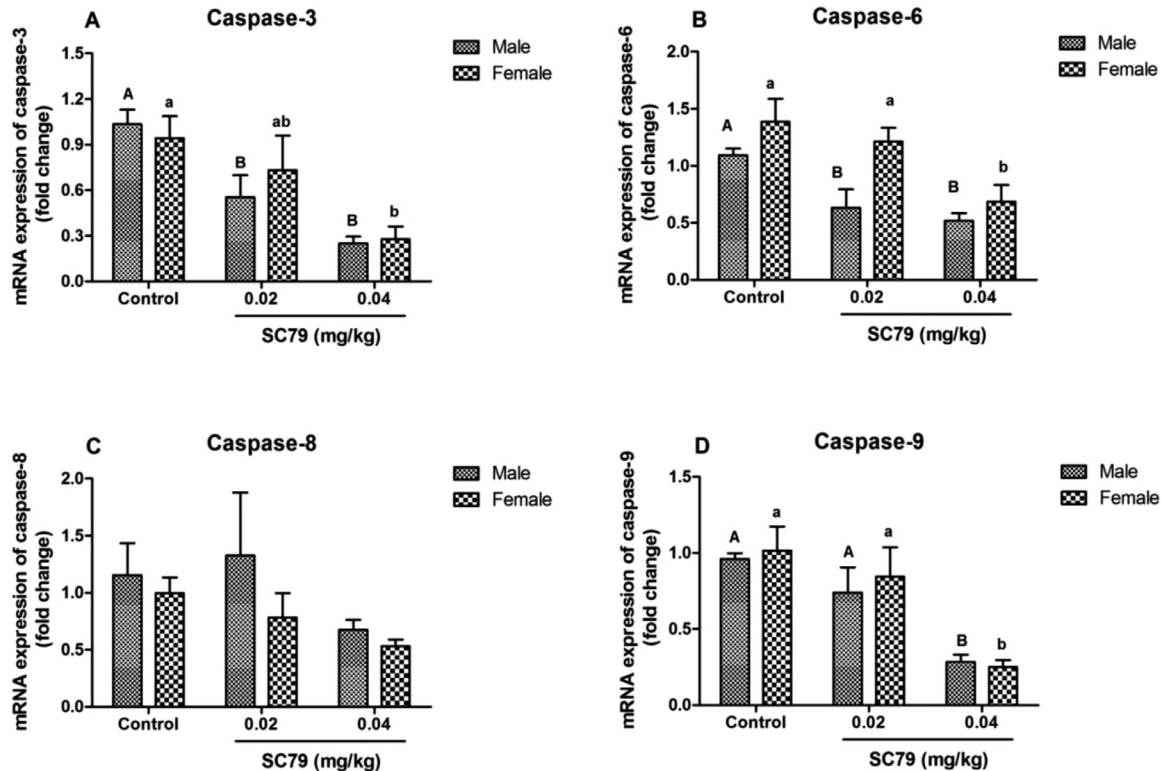 A
Caspase-3
mRNA expression of caspase-3
(fold change)
1.5
1.2
0.9
0.6
0.3
0.0
A
a
B
ab
B
b
Male
Female
Control
0.02
0.04
SC79 (mg/kg)
B
Caspase-6
mRNA expression of caspase-6
(fold change)
2.0
1.5
1.0
0.5
0.0
A
a
B
a
B
b
Male
Female
Control
0.02
0.04
SC79 (mg/kg)
C
Caspase-8
mRNA expression of caspase-8
(fold change)
2.0
1.5
1.0
0.5
0.0
Male
Female
Control
0.02
0.04
SC79 (mg/kg)
D
Caspase-9
mRNA expression of caspase-9
(fold change)
1.5
1.0
0.5
0.0
A
a
A
a
B
b
Male
Female
Control
0.02
0.04
SC79 (mg/kg)